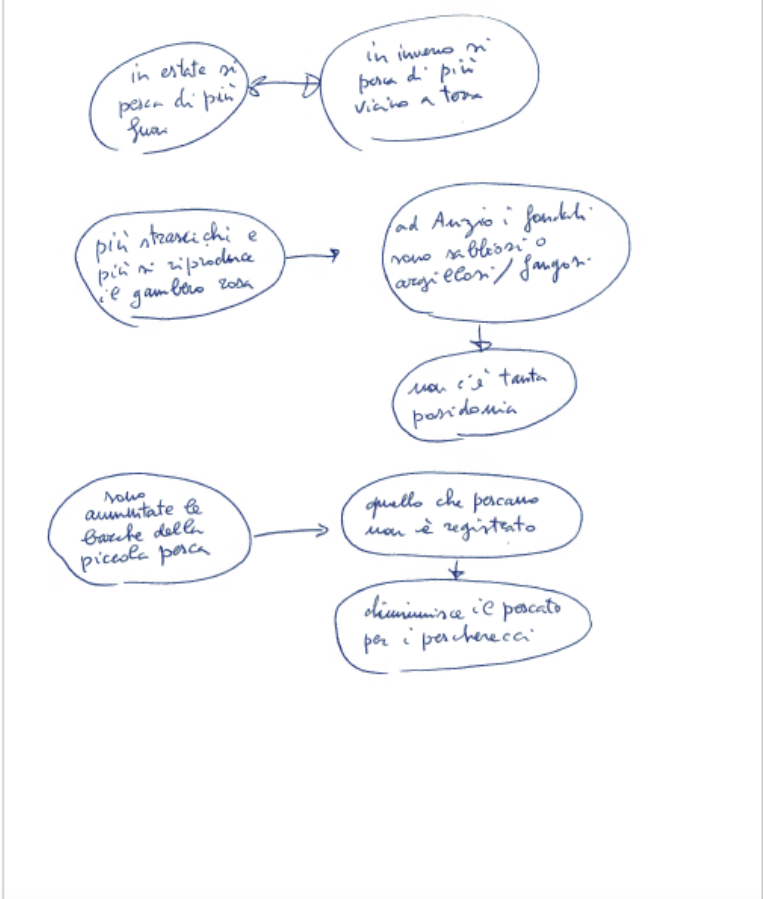 in estate si
pesca di più
fuori
in inverno si
pesca di più
vicino a terra
più strascichi e
più si riproduce
il gambero rosa
ad Anzio i fondali
sono sabbiosi o
argillosi/fangosi
non c'è tanta
posidonia
sono
aumentate le
barche della
piccola pesca
quello che pescano
non è registrato
diminuisce il pescato
per i pescherecci